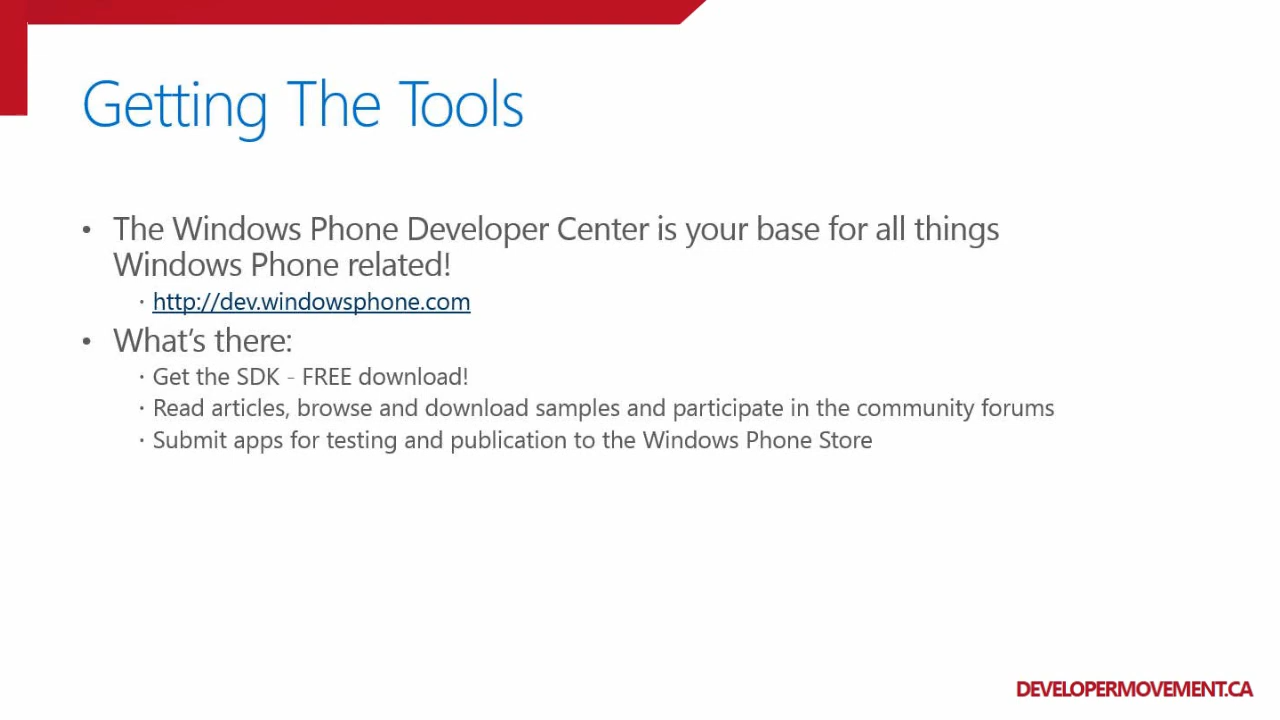 Getting The Tools
• The Windows Phone Developer Center is your base for all things
Windows Phone related!
· http://dev.windowsphone.com
• What's there:
· Get the SDK - FREE download!
· Read articles, browse and download samples and participate in the community forums
· Submit apps for testing and publication to the Windows Phone Store
DEVELOPERMOVEMENT.CA